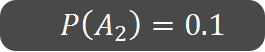 P(A₂) = 0.1